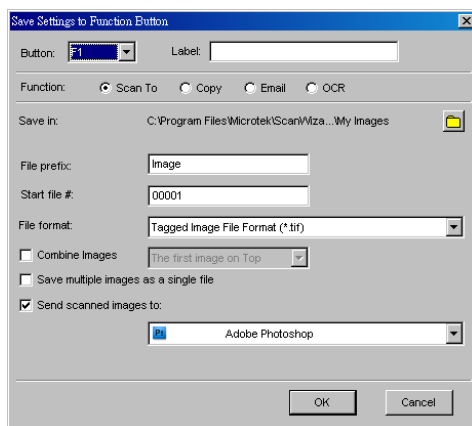 Save Settings to Function Button
Button: F1 Label:
Function: Scan To Copy Email OCR
Save in: C:\Program Files\Microtek\ScanWiza...\My Images
File prefix: Image
Start file #: 00001
File format: Tagged Image File Format (*.tif)
Combine Images The first image on Top
Save multiple images as a single file
Send scanned images to:
Ps Adobe Photoshop
OK Cancel